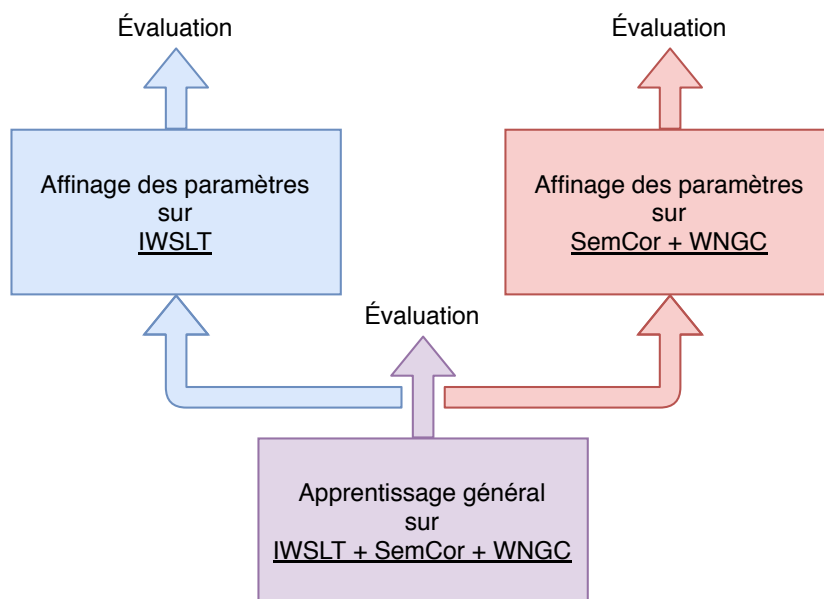 Évaluation
Évaluation
Affinage des paramètres
sur
IWSLT
Affinage des paramètres
sur
SemCor + WNGC
Évaluation
Apprentissage général
sur
IWSLT + SemCor + WNGC